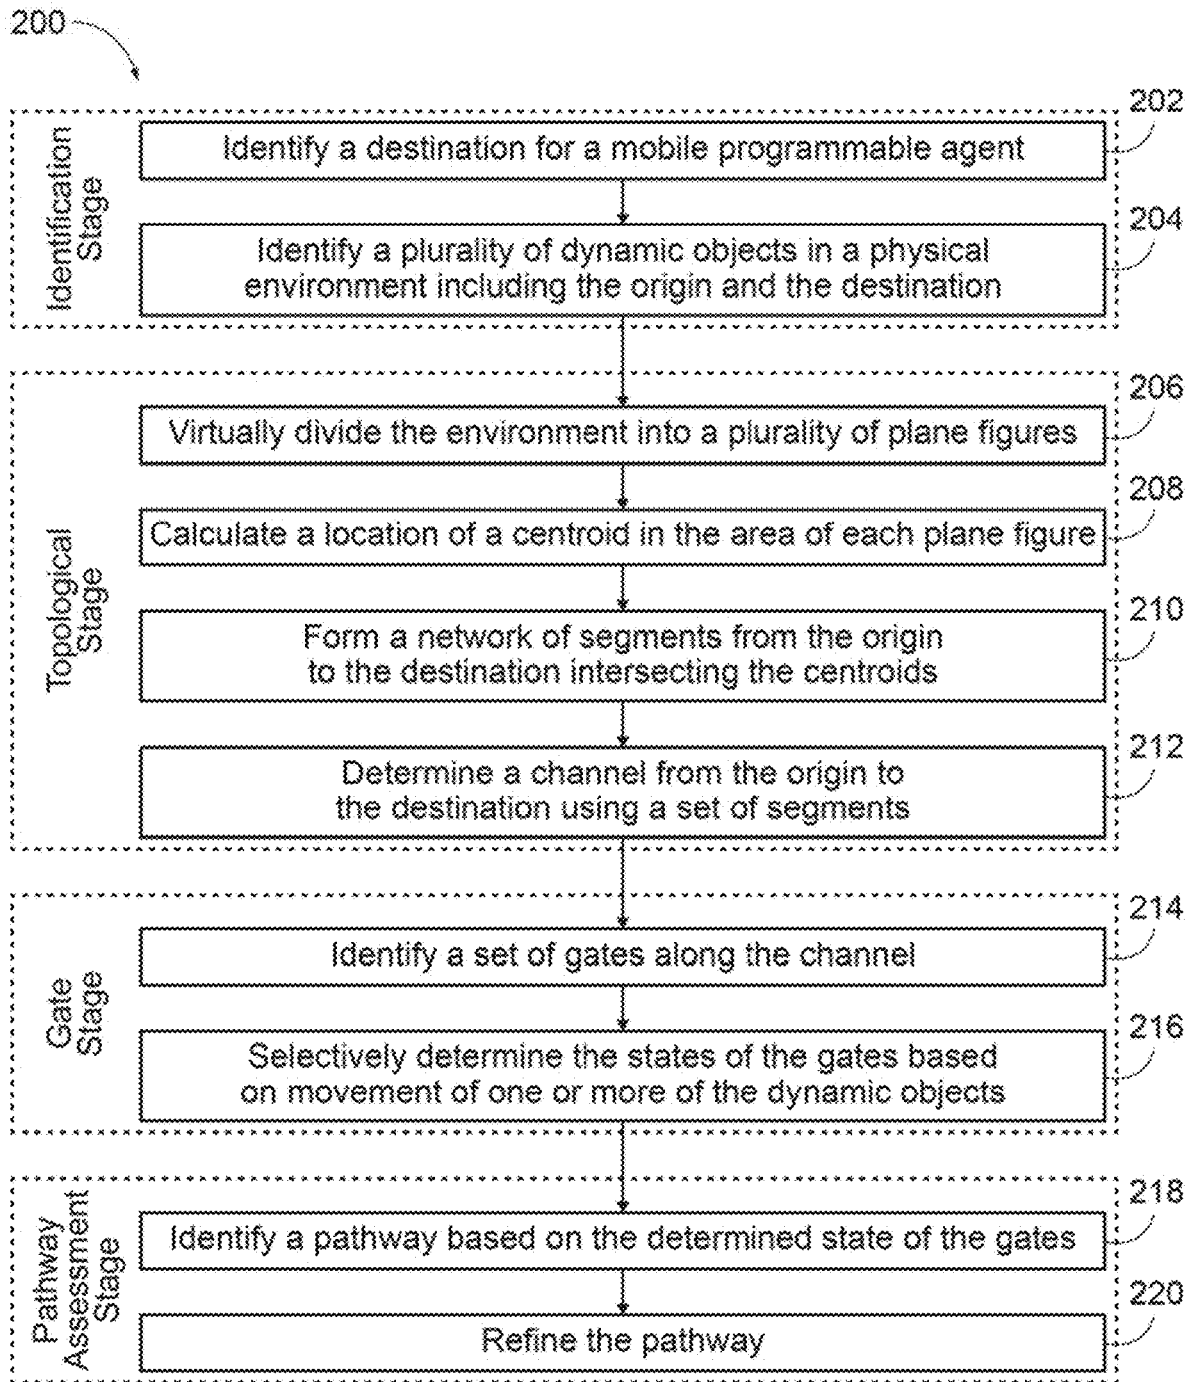 200
202
Identification
Stage
Identify a destination for a mobile programmable agent
204
Identify a plurality of dynamic objects in a physical
environment including the origin and the destination
206
Topological
Stage
Virtually divide the environment into a plurality of plane figures
208
Calculate a location of a centroid in the area of each plane figure
210
Form a network of segments from the origin
to the destination intersecting the centroids
212
Determine a channel from the origin to
the destination using a set of segments
214
Gate
Stage
Identify a set of gates along the channel
216
Selectively determine the states of the gates based
on movement of one or more of the dynamic objects
218
Pathway
Assessment
Stage
Identify a pathway based on the determined state of the gates
220
Refine the pathway